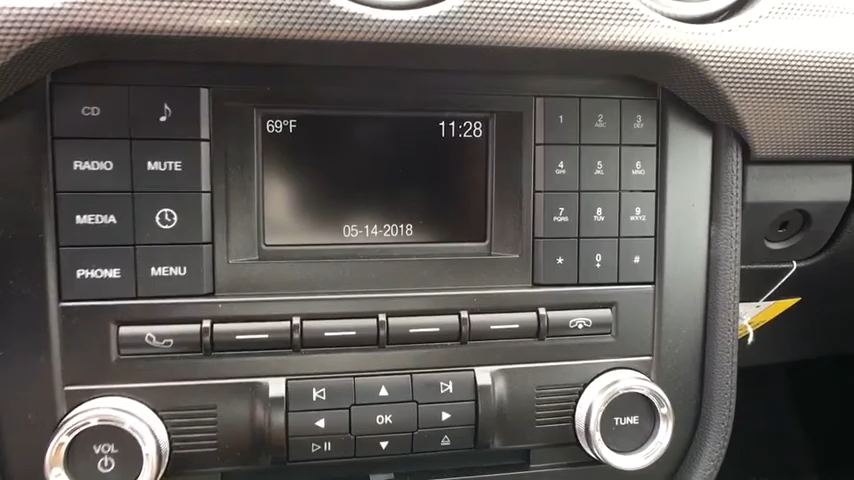 CD
RADIO MUTE
MEDIA
PHONE MENU
69°F 11:28
05-14-2018
1 2 ABC 3 DEF
4 GHI 5 JKL 6 MNO
7 PQRS 8 TUV 9 WXYZ
* 0 + #
OK
VOL
TUNE